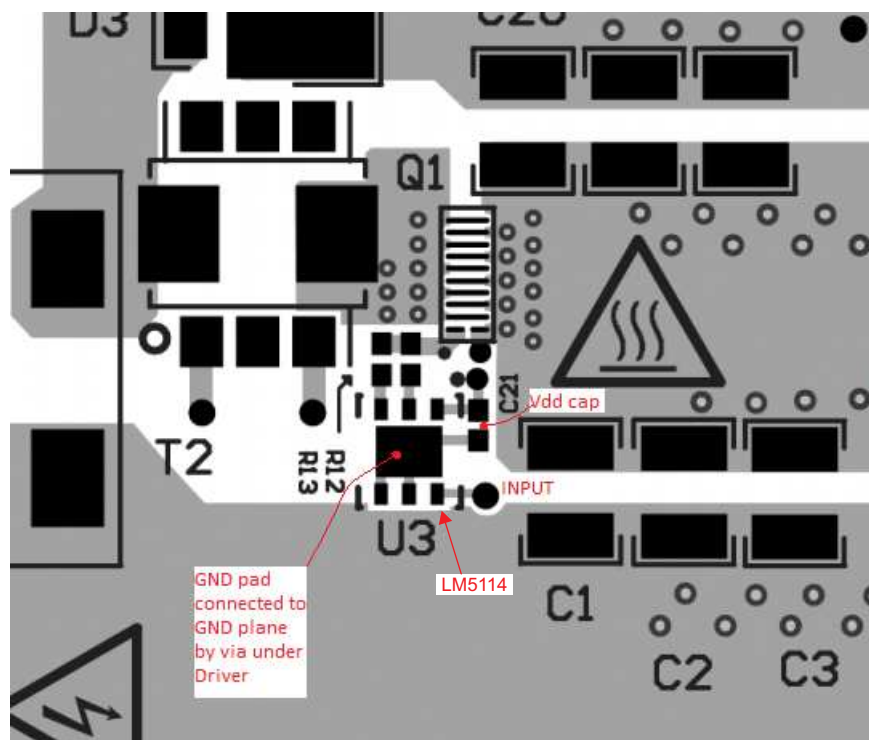 D3
C20
Q1
C21
Vdd cap
T2
R13
R12
INPUT
U3
LM5114
GND pad
connected to
GND plane
by via under
Driver
C1
C2
C3